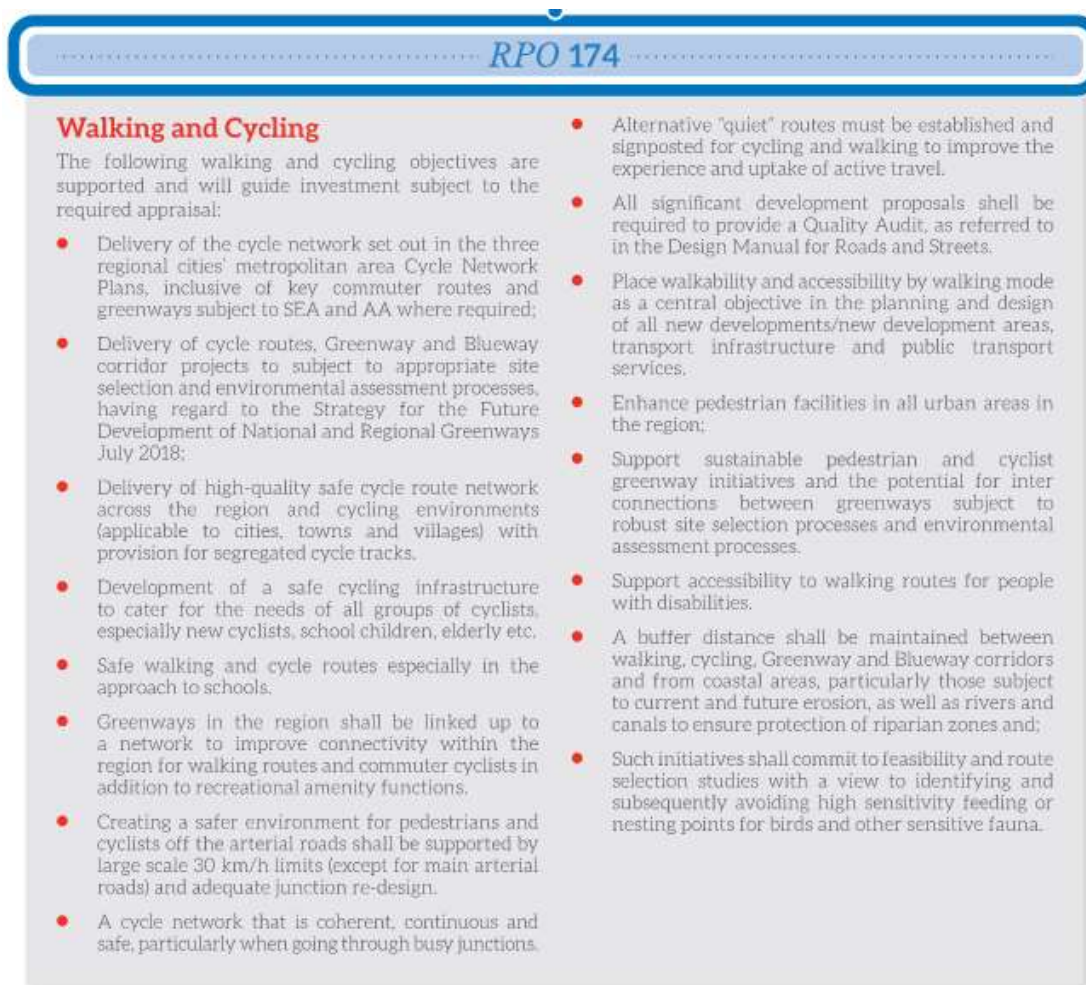 RPO 174
Walking and Cycling
The following walking and cycling objectives are
supported and will guide investment subject to the
required appraisal:
• Delivery of the cycle network set out in the three
regional cities' metropolitan area Cycle Network
Plans, inclusive of key commuter routes and
greenways subject to SEA and AA where required;
• Delivery of cycle routes, Greenway and Blueway
corridor projects to subject to appropriate site
selection and environmental assessment processes,
having regard to the Strategy for the Future
Development of National and Regional Greenways
July 2018;
• Delivery of high-quality safe cycle route network
across the region and cycling environments
(applicable to cities, towns and villages) with
provision for segregated cycle tracks.
• Development of a safe cycling infrastructure
to cater for the needs of all groups of cyclists,
especially new cyclists, school children, elderly etc.
• Safe walking and cycle routes especially in the
approach to schools.
• Greenways in the region shall be linked up to
a network to improve connectivity within the
region for walking routes and commuter cyclists in
addition to recreational amenity functions.
• Creating a safer environment for pedestrians and
cyclists off the arterial roads shall be supported by
large scale 30 km/h limits (except for main arterial
roads) and adequate junction re-design.
• A cycle network that is coherent, continuous and
safe, particularly when going through busy junctions.
• Alternative "quiet" routes must be established and
signposted for cycling and walking to improve the
experience and uptake of active travel.
• All significant development proposals shell be
required to provide a Quality Audit, as referred to
in the Design Manual for Roads and Streets.
• Place walkability and accessibility by walking mode
as a central objective in the planning and design
of all new developments/new development areas,
transport infrastructure and public transport
services.
• Enhance pedestrian facilities in all urban areas in
the region;
• Support sustainable pedestrian and cyclist
greenway initiatives and the potential for inter
connections between greenways subject to
robust site selection processes and environmental
assessment processes.
• Support accessibility to walking routes for people
with disabilities.
• A buffer distance shall be maintained between
walking, cycling, Greenway and Blueway corridors
and from coastal areas, particularly those subject
to current and future erosion, as well as rivers and
canals to ensure protection of riparian zones and;
• Such initiatives shall commit to feasibility and route
selection studies with a view to identifying and
subsequently avoiding high sensitivity feeding or
nesting points for birds and other sensitive fauna.